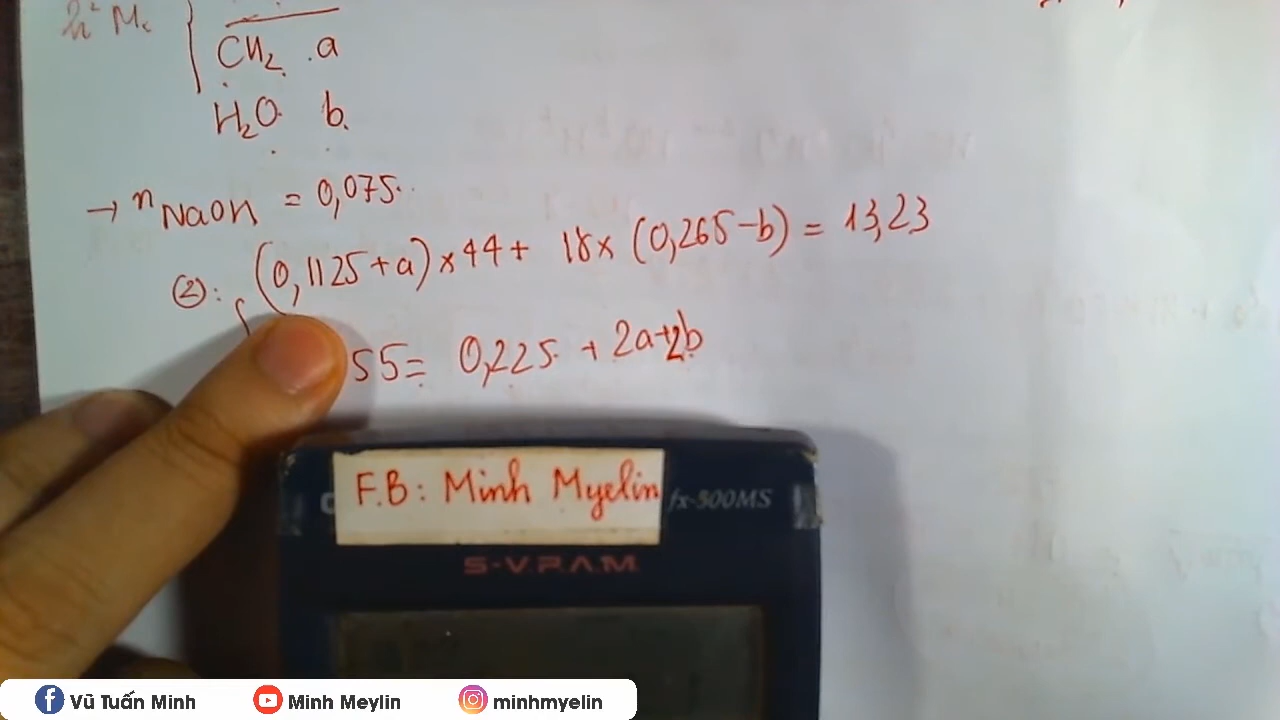 CH₂ a
H₂O b
→ nNaOH = 0,075
②: (0,1125+a)×44 + 18×(0,265-b) = 13,23
55= 0,225 + 2a+2b
F.B: Minh Myelin
fx-500MS
S-V.P.A.M.
Vũ Tuấn Minh Minh Meylin minhmyelin